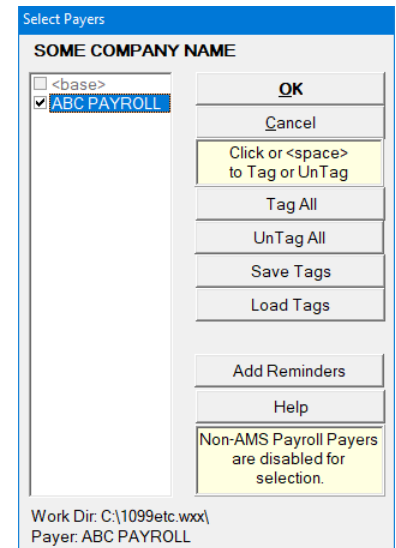 Select Payers
SOME COMPANY NAME
<base>
ABC PAYROLL
OK
Cancel
Click or <space>
to Tag or UnTag
Tag All
UnTag All
Save Tags
Load Tags
Add Reminders
Help
Non-AMS Payroll Payers
are disabled for
selection.
Work Dir: C:\1099etc.wxx\
Payer: ABC PAYROLL